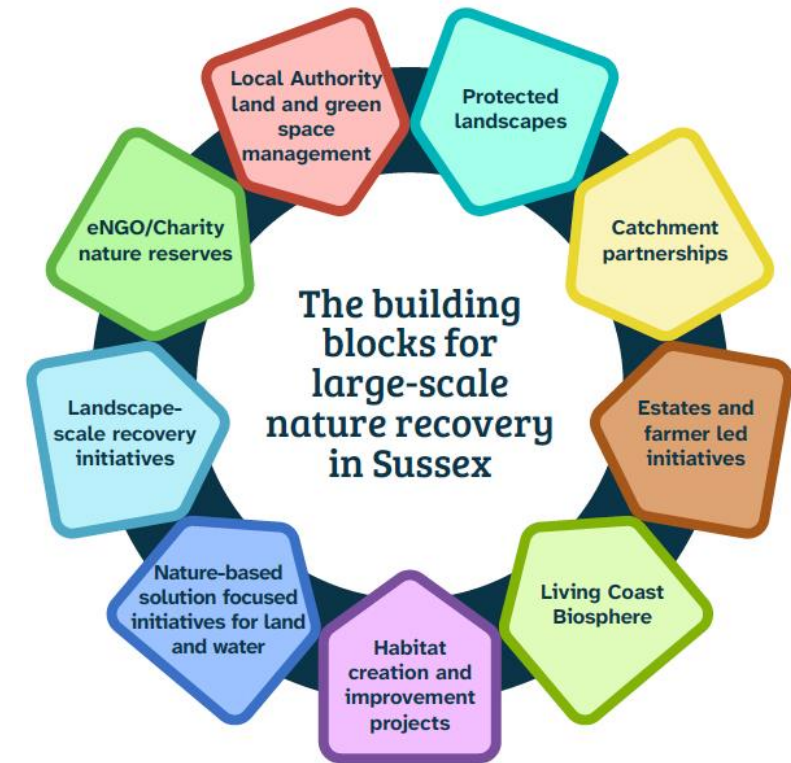 Local Authority
land and green
space
management
Protected
landscapes
Catchment
partnerships
Estates and
farmer led
initiatives
Living Coast
Biosphere
Habitat
creation and
improvement
projects
Nature-based
solution focused
initiatives for land
and water
Landscape-
scale recovery
initiatives
eNGO/Charity
nature reserves
The building
blocks for
large-scale
nature recovery
in Sussex